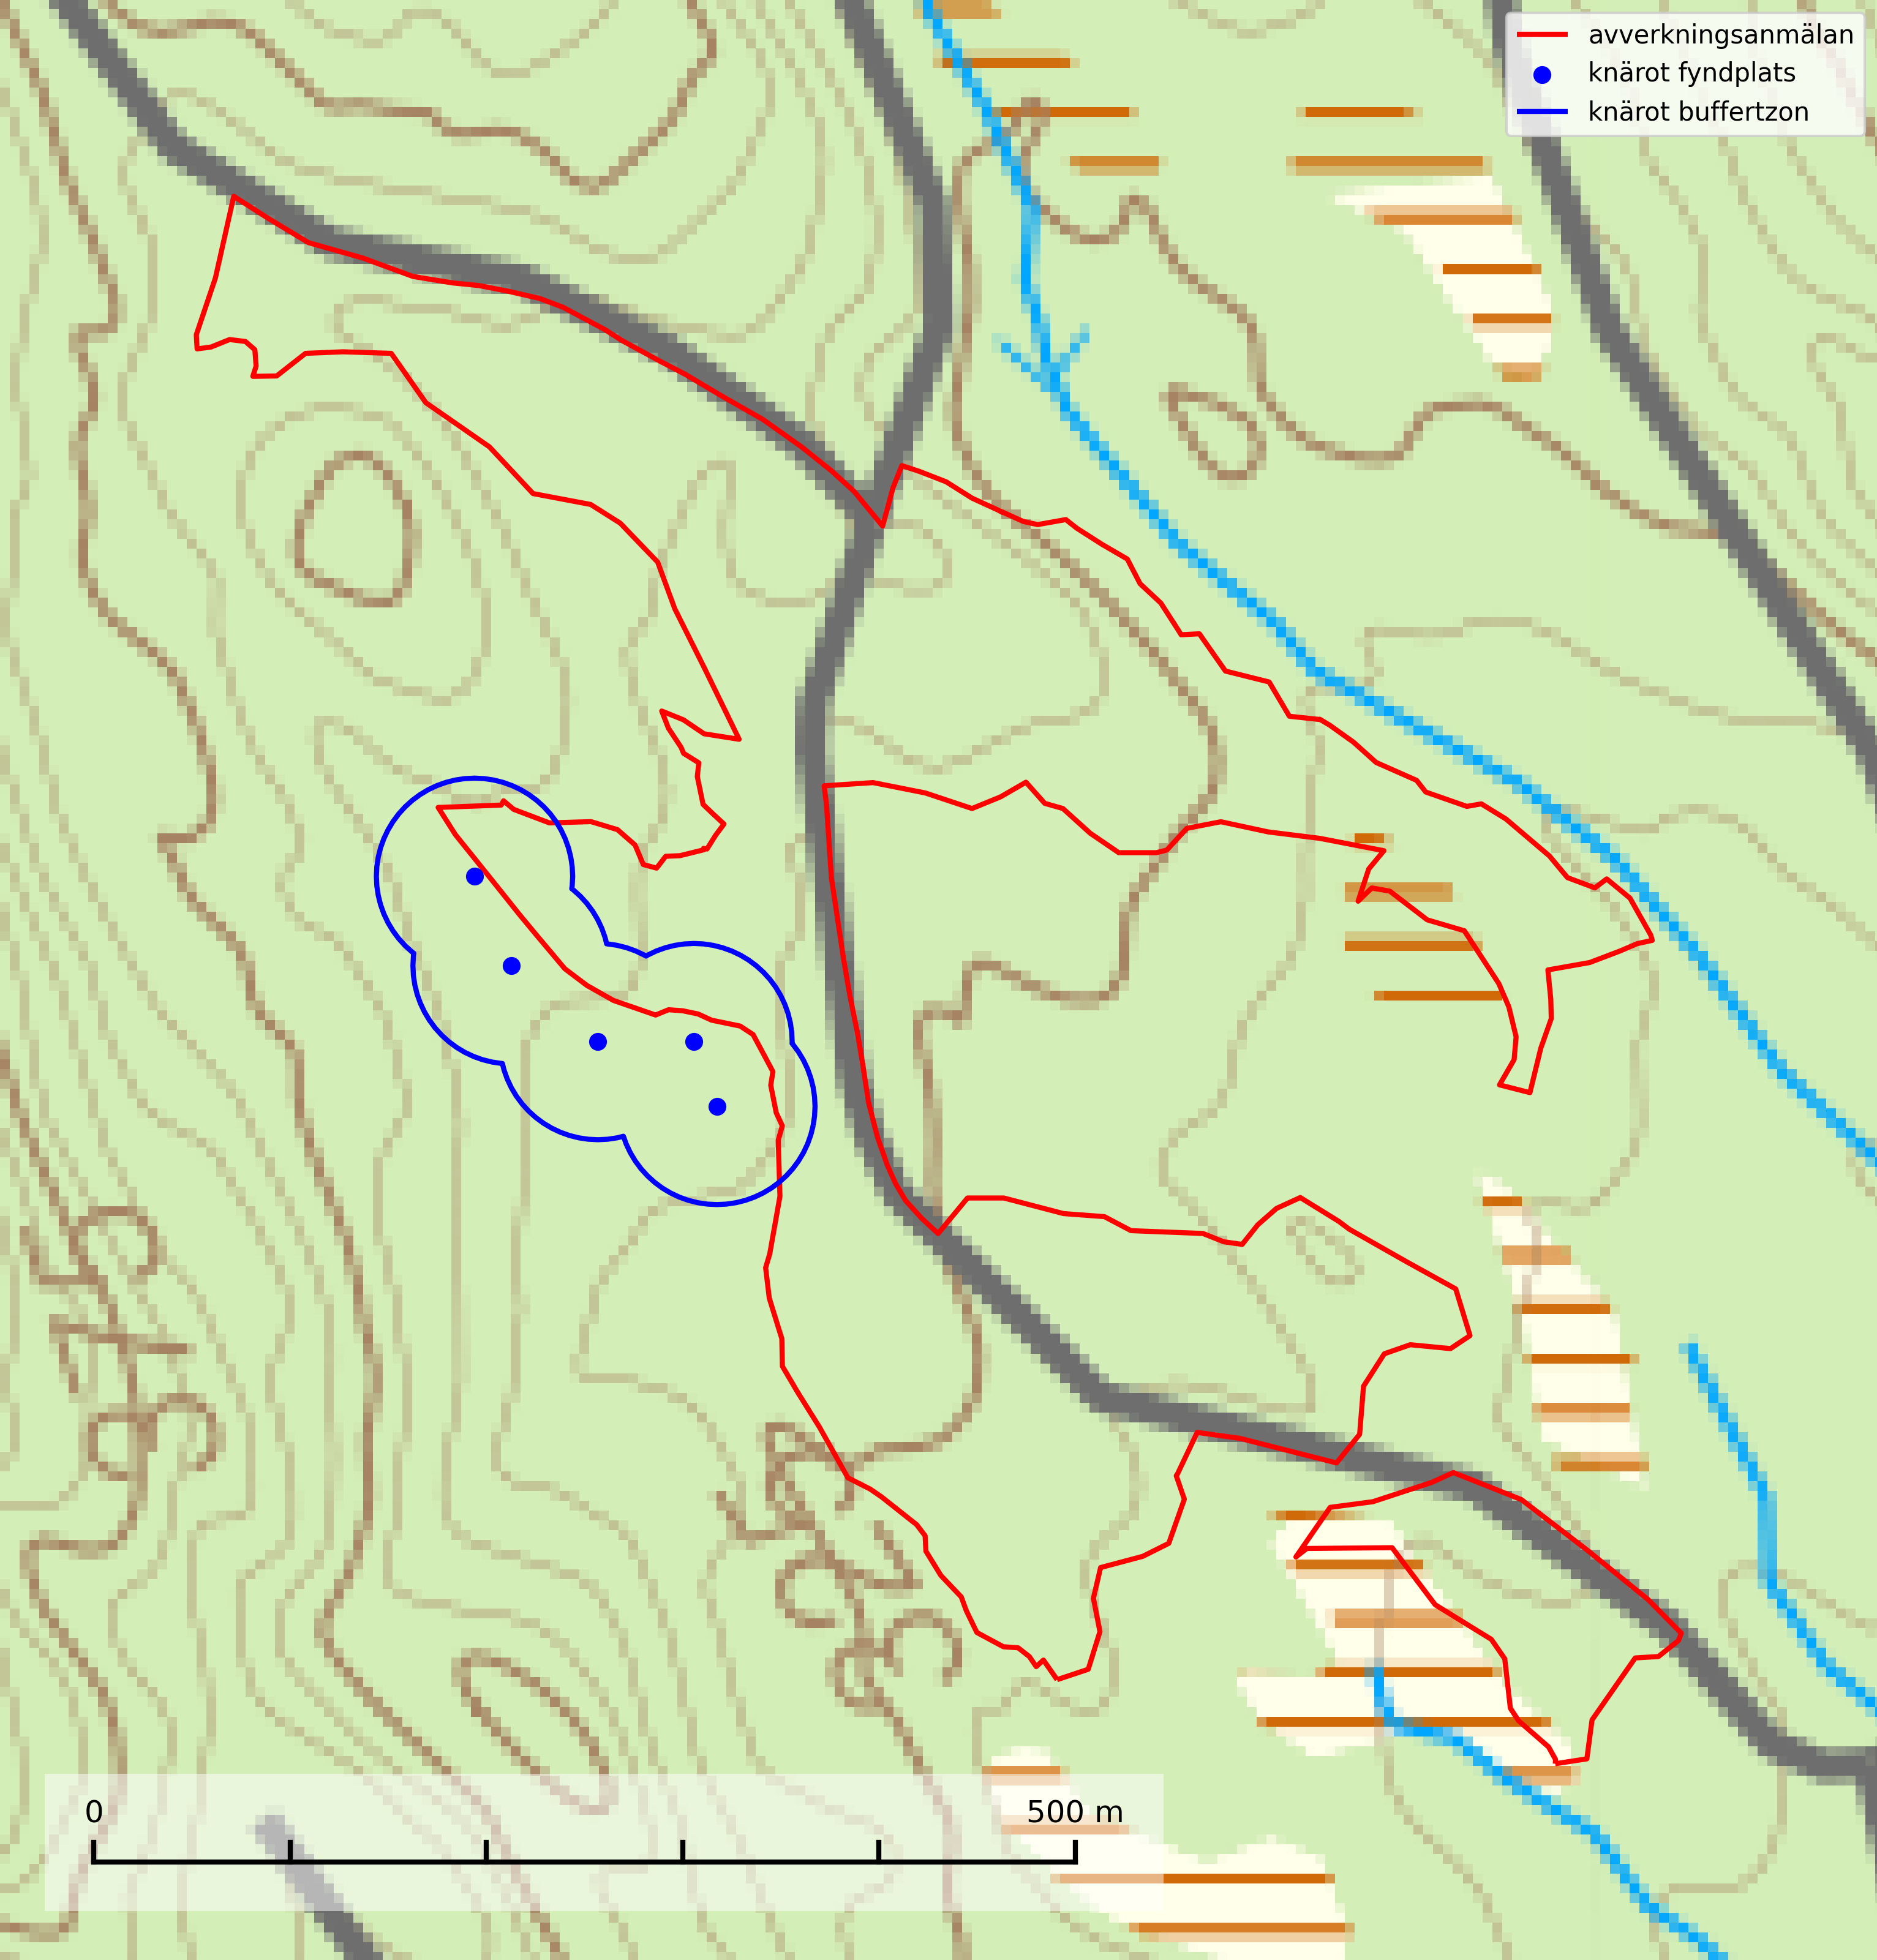 avverkningsanmälan
knärot fyndplats
knärot buffertzon
0
500 m